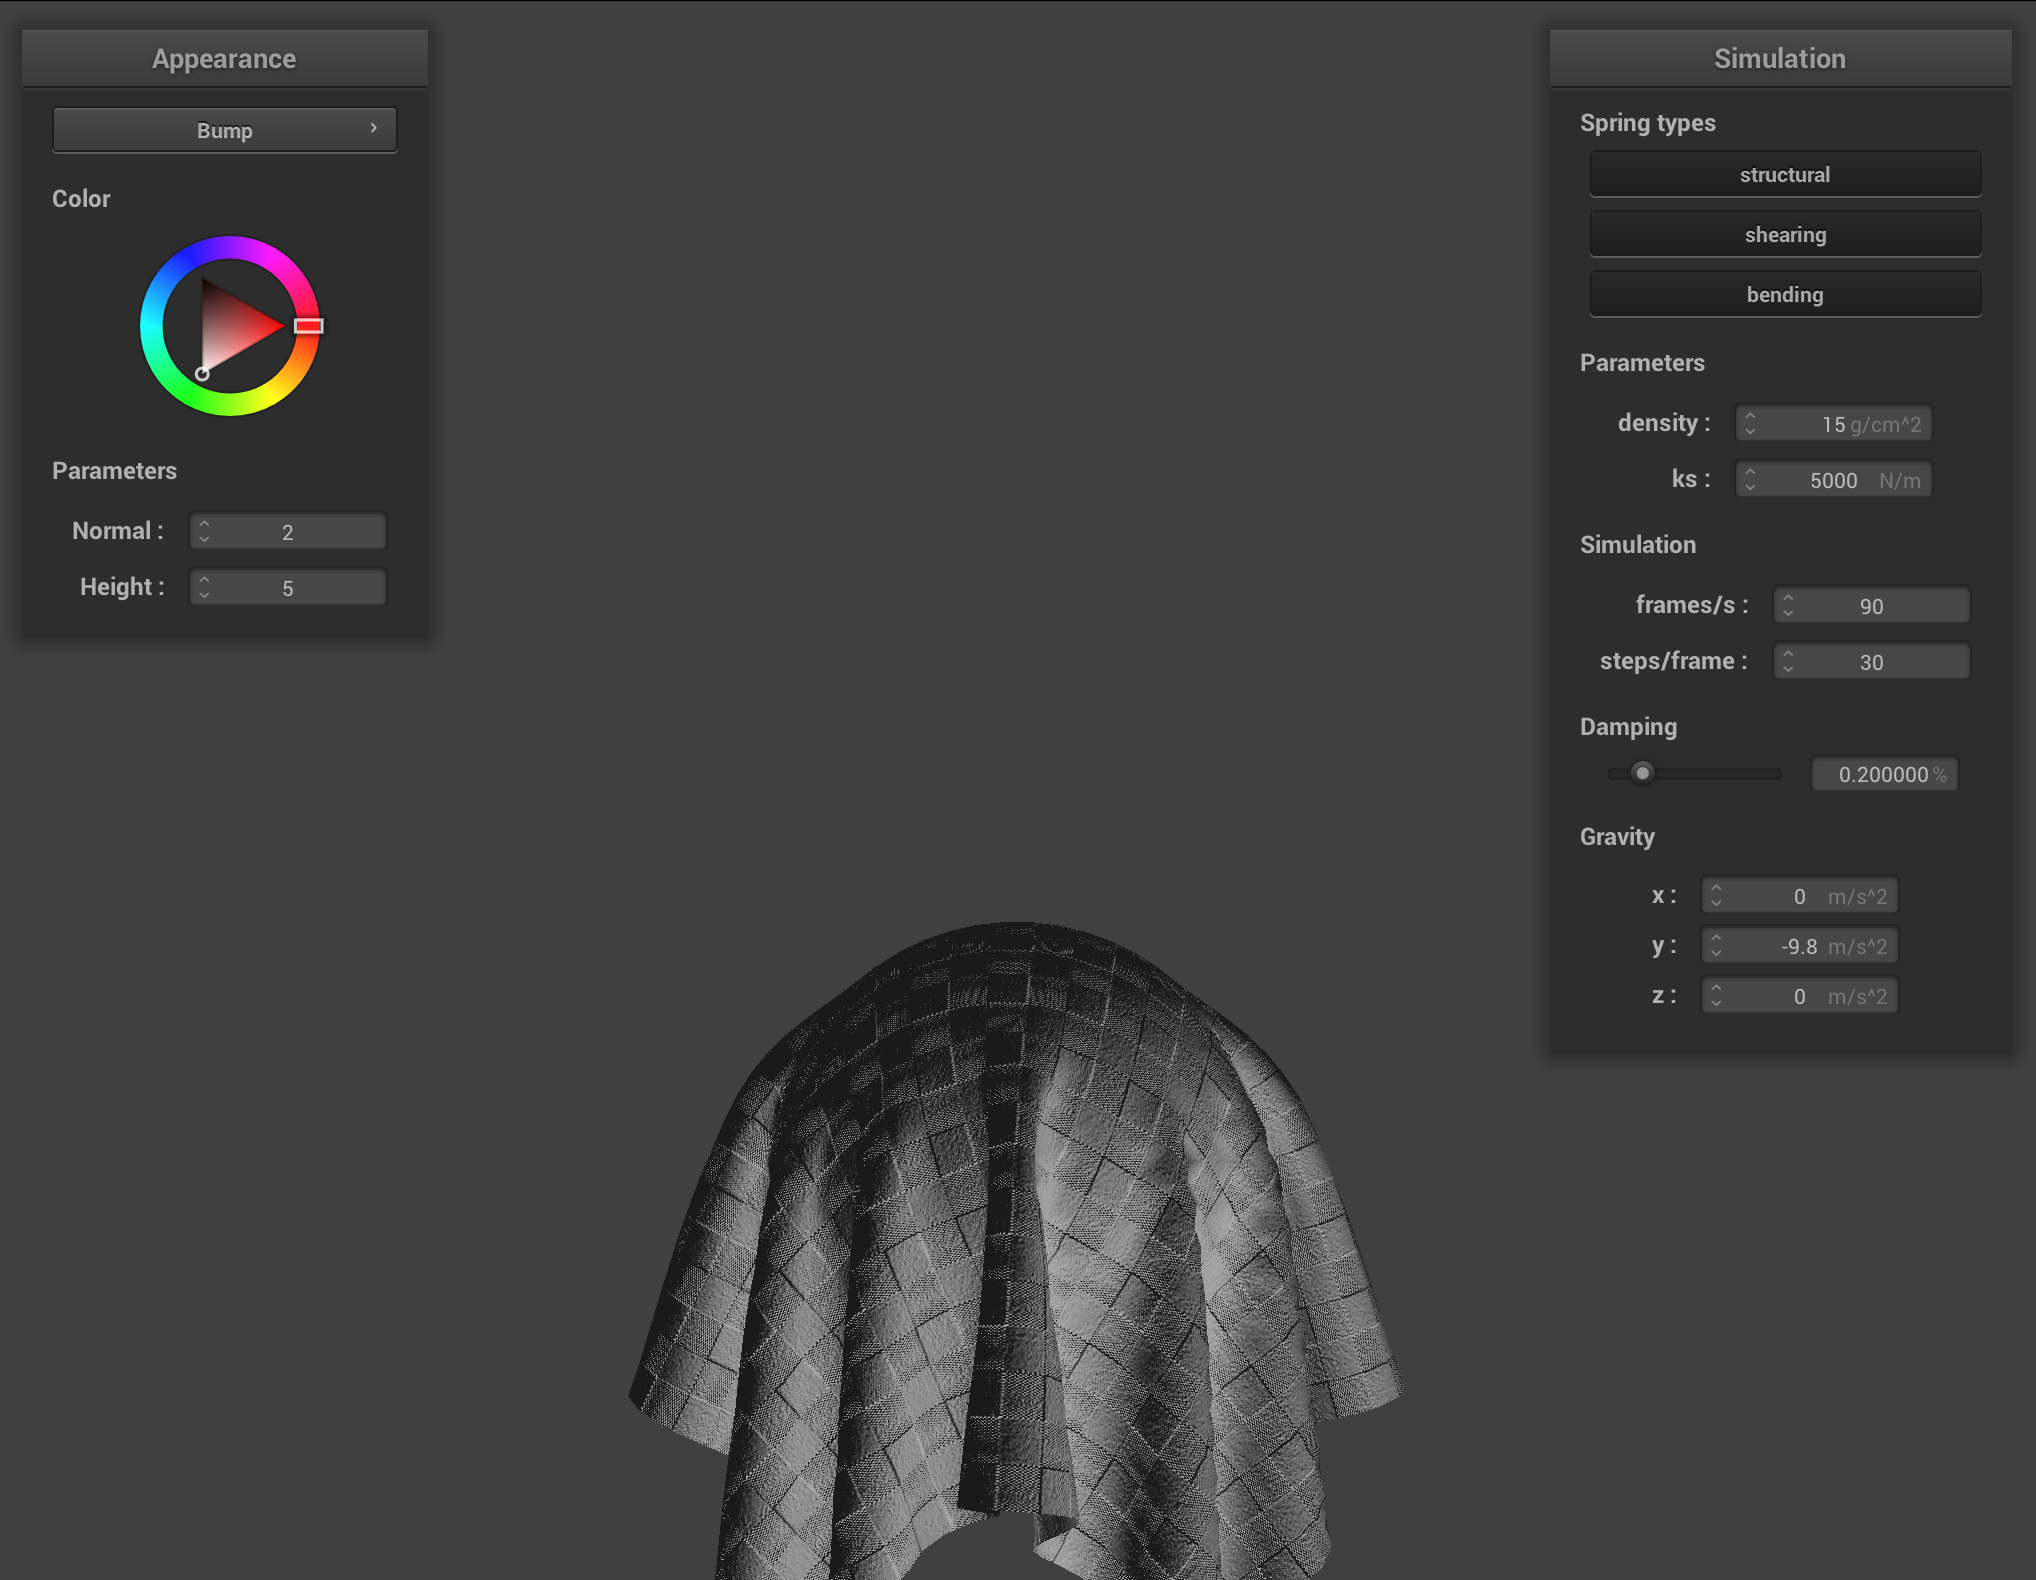 Appearance
Bump
Color
Parameters
Normal : 2
Height : 5
Simulation
Spring types
structural
shearing
bending
Parameters
density : 15 g/cm^2
ks : 5000 N/m
Simulation
frames/s : 90
steps/frame : 30
Damping
0.200000 %
Gravity
x : 0 m/s^2
y : -9.8 m/s^2
z : 0 m/s^2